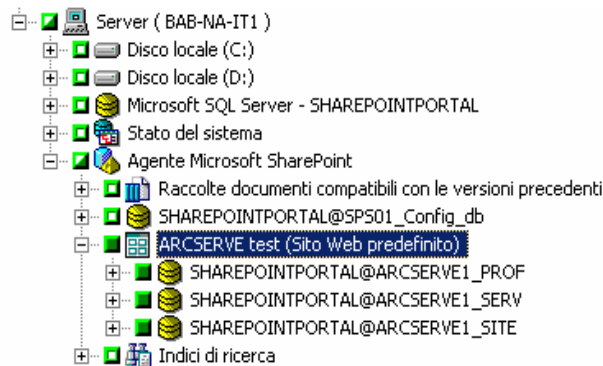 Server ( BAB-NA-IT1 )
Disco locale (C:)
Disco locale (D:)
Microsoft SQL Server - SHAREPOINTPORTAL
Stato del sistema
Agente Microsoft SharePoint
Raccolte documenti compatibili con le versioni precedenti
SHAREPOINTPORTAL@SPS01_Config_db
ARCSERVE test (Sito Web predefinito)
SHAREPOINTPORTAL@ARCSERVE1_PROF
SHAREPOINTPORTAL@ARCSERVE1_SERV
SHAREPOINTPORTAL@ARCSERVE1_SITE
Indici di ricerca